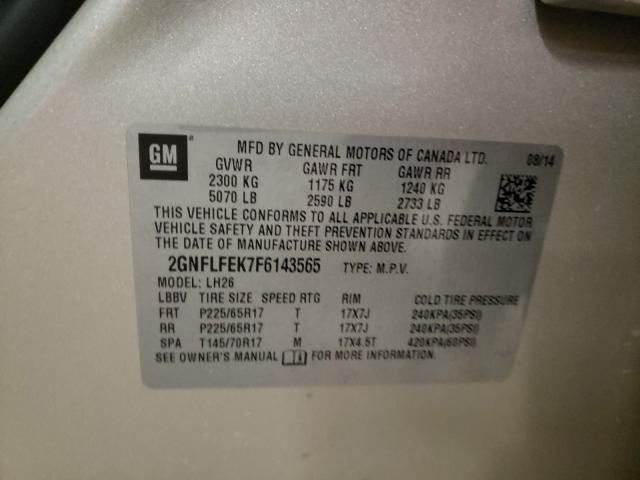 GM ®
MFD BY GENERAL MOTORS OF CANADA LTD. 08/14
GVWR GAWR FRT GAWR RR
2300 KG 1175 KG 1240 KG
5070 LB 2590 LB 2733 LB
THIS VEHICLE CONFORMS TO ALL APPLICABLE U.S. FEDERAL MOTOR
VEHICLE SAFETY AND THEFT PREVENTION STANDARDS IN EFFECT ON
THE DATE OF MANUFACTURE SHOWN ABOVE.
2GNFLFEK7F6143565 TYPE: M.P.V.
MODEL: LH26
LBBV TIRE SIZE SPEED RTG RIM COLD TIRE PRESSURE
FRT P225/65R17 T 17X7J 240KPA(35PSI)
RR P225/65R17 T 17X7J 240KPA(35PSI)
SPA T145/70R17 M 17X4.5T 420KPA(60PSI)
SEE OWNER'S MANUAL FOR MORE INFORMATION.